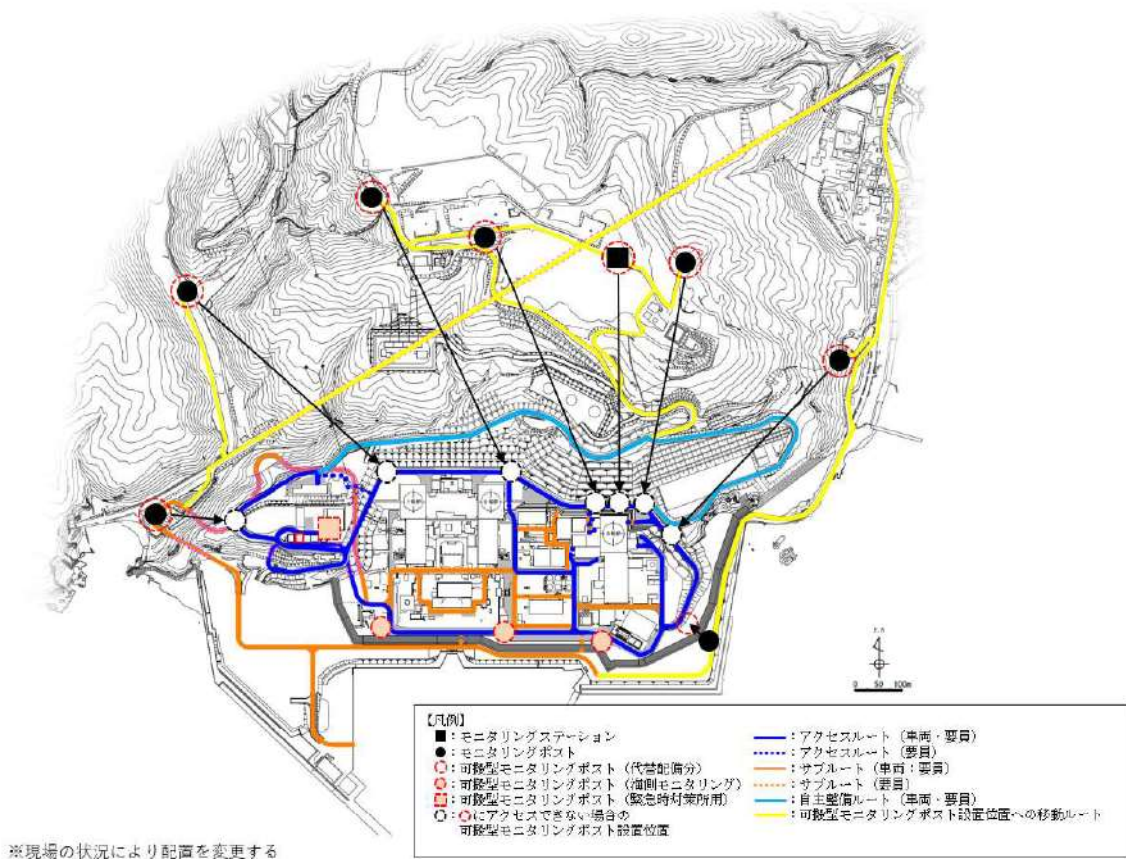 Z.N
0 50 100m
【凡例】
■:モニタリングステーション
●:モニタリングポスト
:可搬型モニタリングポスト(代替配備分)
:可搬型モニタリングポスト(海側モニタリング)
:可搬型モニタリングポスト(緊急時対策所用)
○:にアクセスできない場合の
可搬型モニタリングポスト設置位置
:アクセスルート(車両・要員)
:アクセスルート(要員)
:サブルート(車両・要員)
:サブルート(要員)
:自主整備ルート(車両・要員)
:可搬型モニタリングポスト設置位置への移動ルート
※現場の状況により配置を変更する